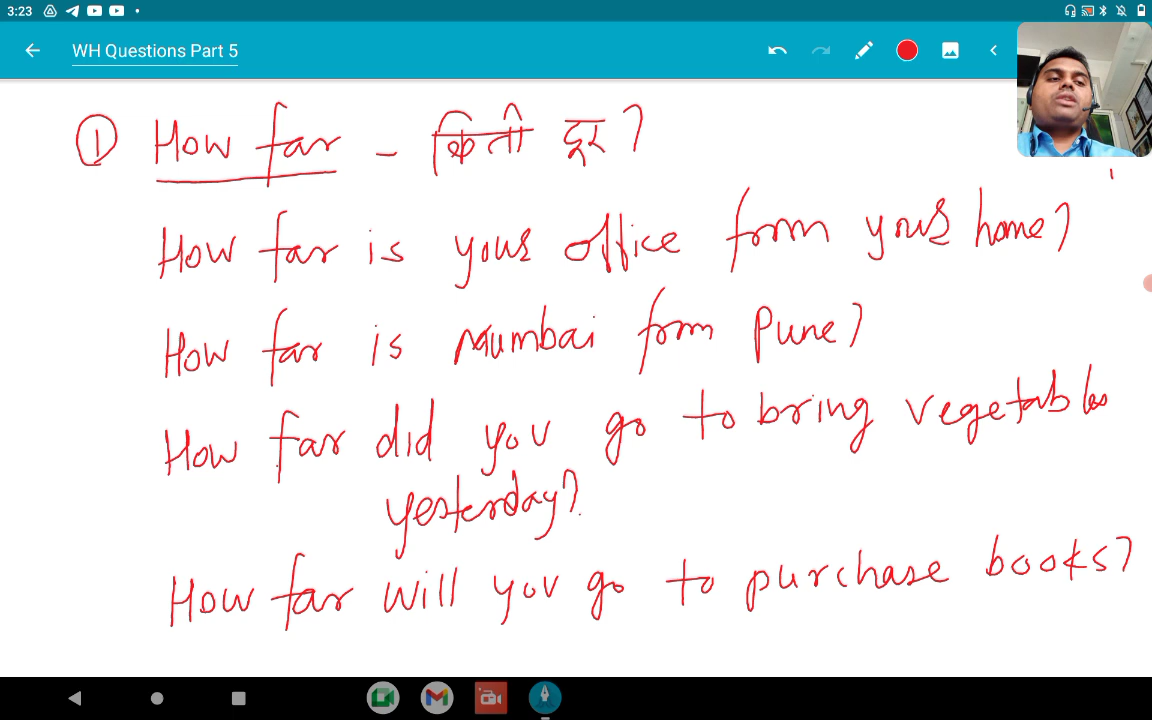 3:23
WH Questions Part 5
① How far - किती दूर?
How far is your office from your home?
How far is Mumbai from Pune?
How far did you go to bring vegetables
yesterday?
How far will you go to purchase books?